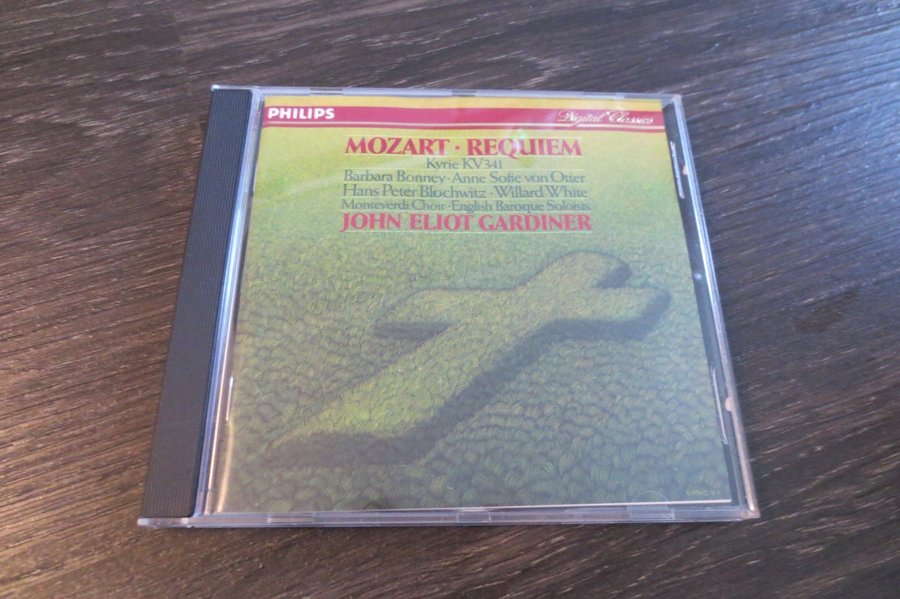 PHILIPS Digital Classics
MOZART · REQUIEM
Kyrie KV341
Barbara Bonney · Anne Sofie von Otter
Hans Peter Blochwitz · Willard White
Monteverdi Choir · English Baroque Soloists
JOHN ELIOT GARDINER